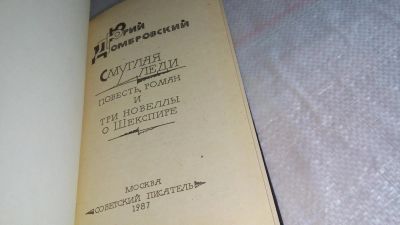 Юрий
Домбровский
Смуглая
леди
Повесть, роман
и
три новеллы
о Шекспире
Москва
«Советский писатель»
1987